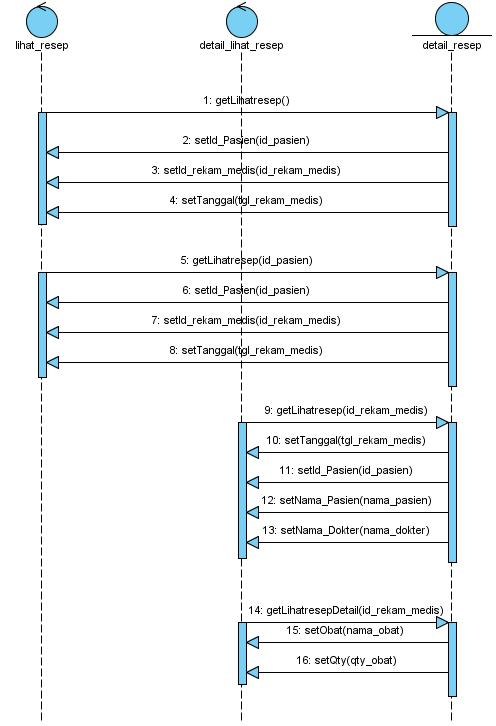 lihat_resep
detail_lihat_resep
detail_resep
1: getLihatresep()
2: setId_Pasien(id_pasien)
3: setId_rekam_medis(id_rekam_medis)
4: setTanggal(tgl_rekam_medis)
5: getLihatresep(id_pasien)
6: setId_Pasien(id_pasien)
7: setId_rekam_medis(id_rekam_medis)
8: setTanggal(tgl_rekam_medis)
9: getLihatresep(id_rekam_medis)
10: setTanggal(tgl_rekam_medis)
11: setId_Pasien(id_pasien)
12: setNama_Pasien(nama_pasien)
13: setNama_Dokter(nama_dokter)
14: getLihatresepDetail(id_rekam_medis)
15: setObat(nama_obat)
16: setQty(qty_obat)